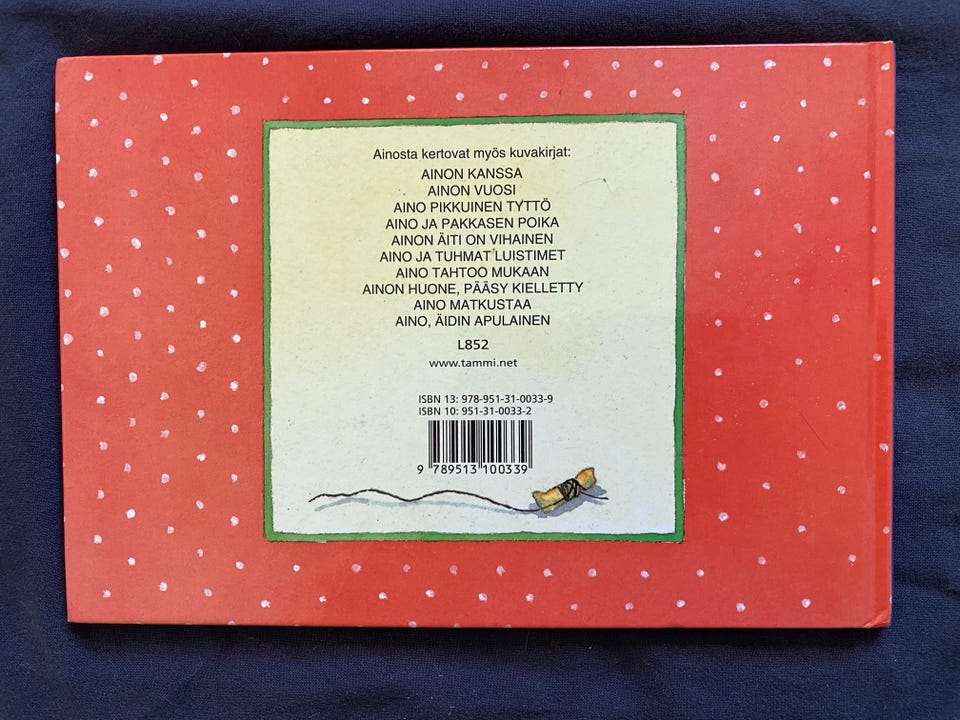 Ainosta kertovat myös kuvakirjat:
AINON KANSSA
AINON VUOSI
AINO PIKKUINEN TYTTÖ
AINO JA PAKKASEN POIKA
AINON ÄITI ON VIHAINEN
AINO JA TUHMAT LUISTIMET
AINO TAHTOO MUKAAN
AINON HUONE, PÄÄSY KIELLETTY
AINO MATKUSTAA
AINO, ÄIDIN APULAINEN
L852
www.tammi.net
ISBN 13: 978-951-31-0033-9
ISBN 10: 951-31-0033-2
9 789513 100339